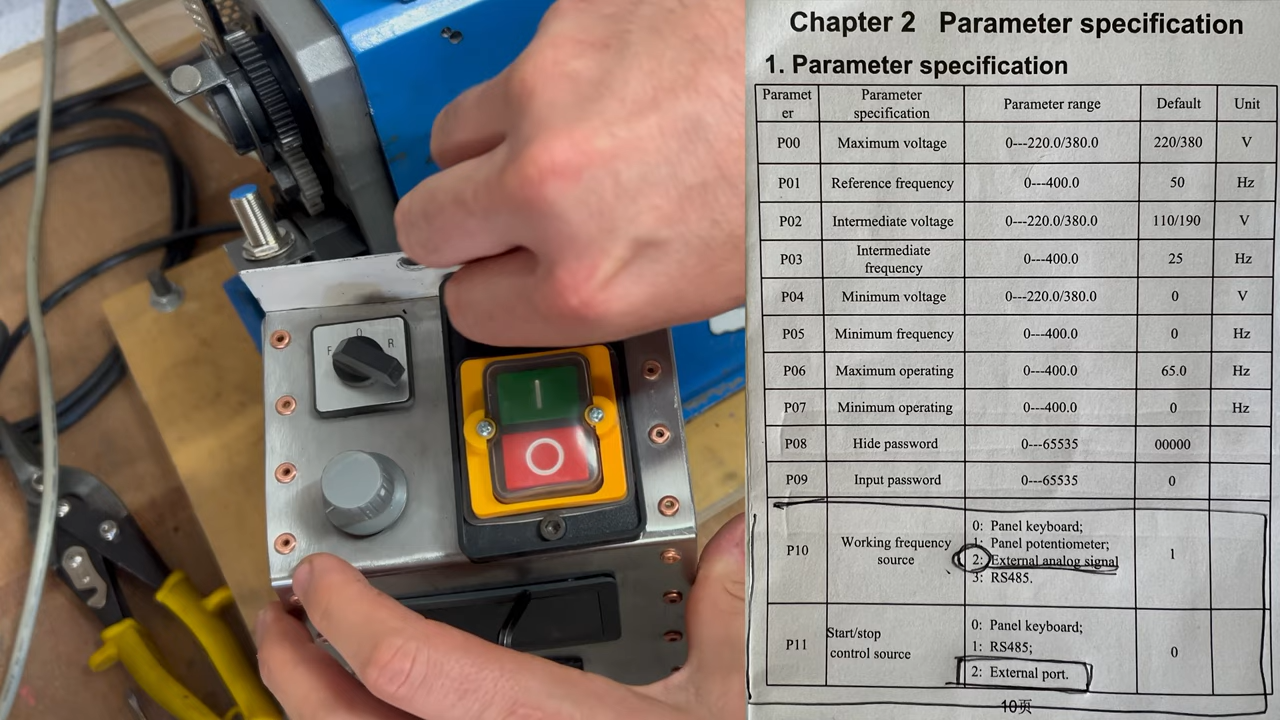 O
F R
I
O
Chapter 2 Parameter specification
1. Parameter specification
Paramet
er
Parameter
specification
Parameter range
Default
Unit
P00
Maximum voltage
0---220.0/380.0
220/380
V
P01
Reference frequency
0---400.0
50
Hz
P02
Intermediate voltage
0---220.0/380.0
110/190
V
P03
Intermediate
frequency
0---400.0
25
Hz
P04
Minimum voltage
0---220.0/380.0
0
V
P05
Minimum frequency
0---400.0
0
Hz
P06
Maximum operating
0---400.0
65.0
Hz
P07
Minimum operating
0---400.0
0
Hz
P08
Hide password
0---65535
00000
P09
Input password
0---65535
0
P10
Working frequency
source
0: Panel keyboard;
1: Panel potentiometer;
2: External analog signal
3: RS485.
1
P11
Start/stop
control source
0: Panel keyboard;
1: RS485;
2: External port.
0
10页